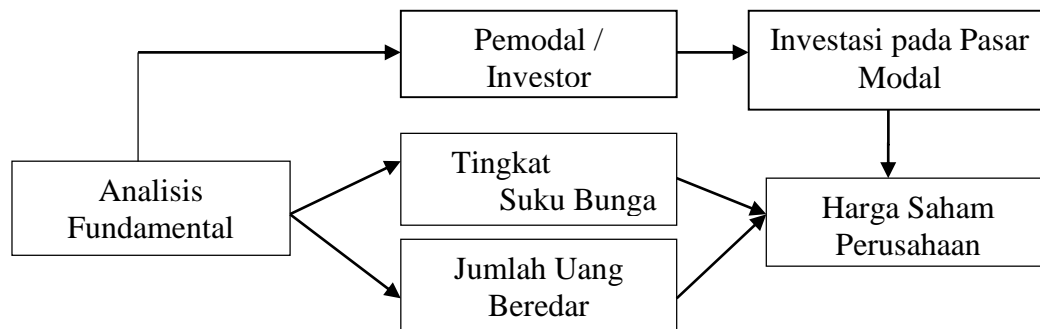 Pemodal /
Investor
Investasi pada Pasar
Modal
Analisis
Fundamental
Tingkat
Suku Bunga
Harga Saham
Perusahaan
Jumlah Uang
Beredar